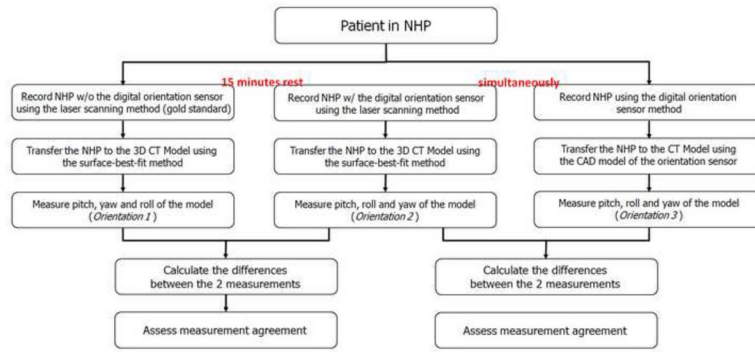 Patient in NHP
15 minutes rest
simultaneously
Record NHP w/o the digital orientation sensor
using the laser scanning method (gold standard)
Record NHP w/ the digital orientation sensor
using the laser scanning method
Record NHP using the digital orientation
sensor method
Transfer the NHP to the 3D CT Model using
the surface-best-fit method
Transfer the NHP to the 3D CT Model using
the surface-best-fit method
Transfer the NHP to the CT Model using
the CAD model of the orientation sensor
Measure pitch, yaw and roll of the model
(Orientation 1)
Measure pitch, roll and yaw of the model
(Orientation 2)
Measure pitch, roll and yaw of the model
(Orientation 3)
Calculate the differences
between the 2 measurements
Calculate the differences
between the 2 measurements
Assess measurement agreement
Assess measurement agreement